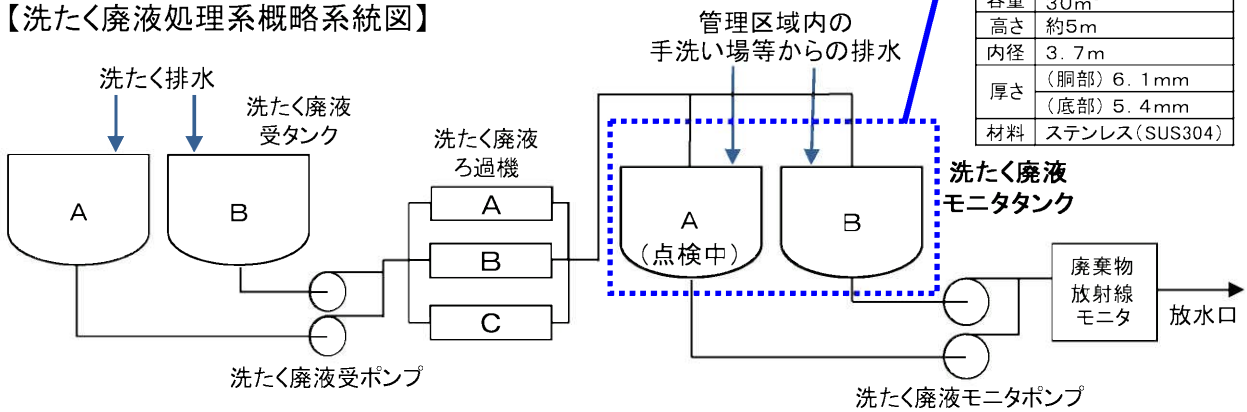 【洗たく廃液処理系概略系統図】
管理区域内の
手洗い場等からの排水
容量 30m³
高さ 約5m
内径 3.7m
厚さ (胴部) 6.1mm
(底部) 5.4mm
材料 ステンレス(SUS304)
洗たく排水
洗たく廃液
受タンク
A
B
洗たく廃液
ろ過機
A
B
C
A
(点検中)
B
洗たく廃液
モニタタンク
廃棄物
放射線
モニタ
放水口
洗たく廃液受ポンプ
洗たく廃液モニタポンプ